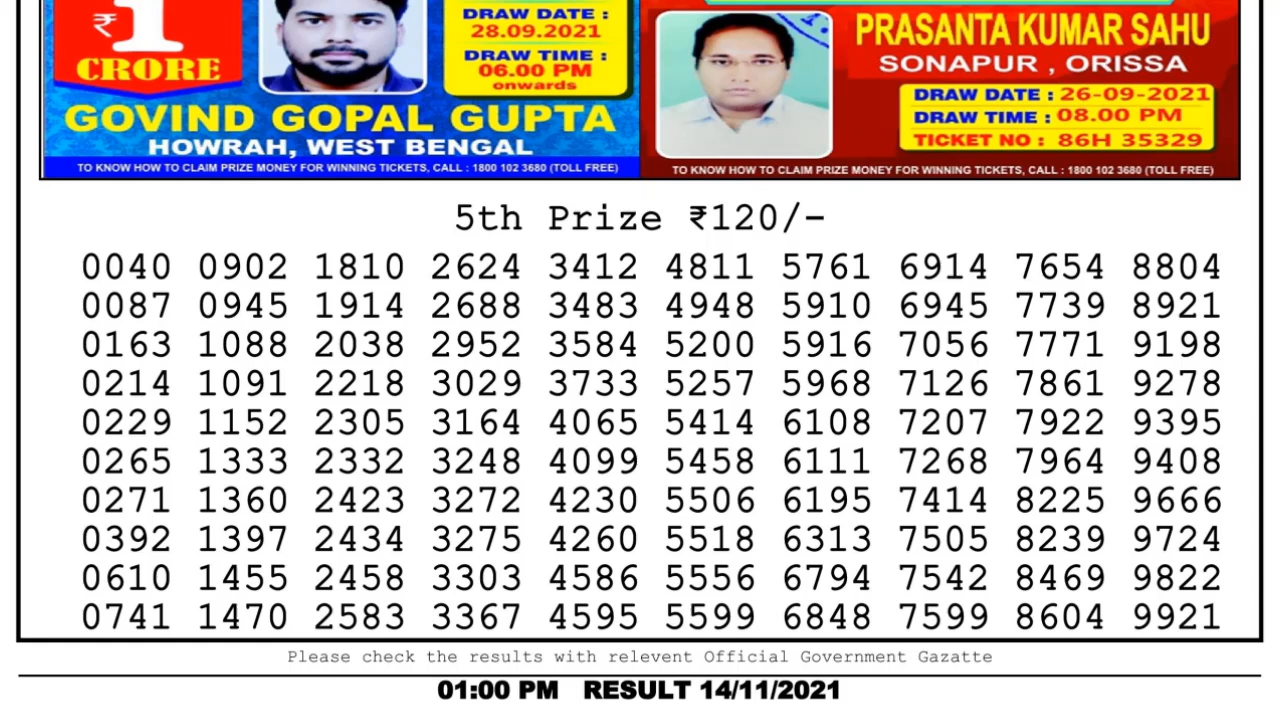 ₹1
CRORE
DRAW DATE :
28.09.2021
DRAW TIME :
06.00 PM
onwards
GOVIND GOPAL GUPTA
HOWRAH, WEST BENGAL
TO KNOW HOW TO CLAIM PRIZE MONEY FOR WINNING TICKETS, CALL : 1800 102 3680 (TOLL FREE)
PRASANTA KUMAR SAHU
SONAPUR , ORISSA
DRAW DATE : 26-09-2021
DRAW TIME : 08.00 PM
TICKET NO : 86H 35329
TO KNOW HOW TO CLAIM PRIZE MONEY FOR WINNING TICKETS, CALL : 1800 102 3680 (TOLL FREE)
5th Prize ₹120/-
0040 0902 1810 2624 3412 4811 5761 6914 7654 8804
0087 0945 1914 2688 3483 4948 5910 6945 7739 8921
0163 1088 2038 2952 3584 5200 5916 7056 7771 9198
0214 1091 2218 3029 3733 5257 5968 7126 7861 9278
0229 1152 2305 3164 4065 5414 6108 7207 7922 9395
0265 1333 2332 3248 4099 5458 6111 7268 7964 9408
0271 1360 2423 3272 4230 5506 6195 7414 8225 9666
0392 1397 2434 3275 4260 5518 6313 7505 8239 9724
0610 1455 2458 3303 4586 5556 6794 7542 8469 9822
0741 1470 2583 3367 4595 5599 6848 7599 8604 9921
Please check the results with relevent Official Government Gazatte
01:00 PM RESULT 14/11/2021